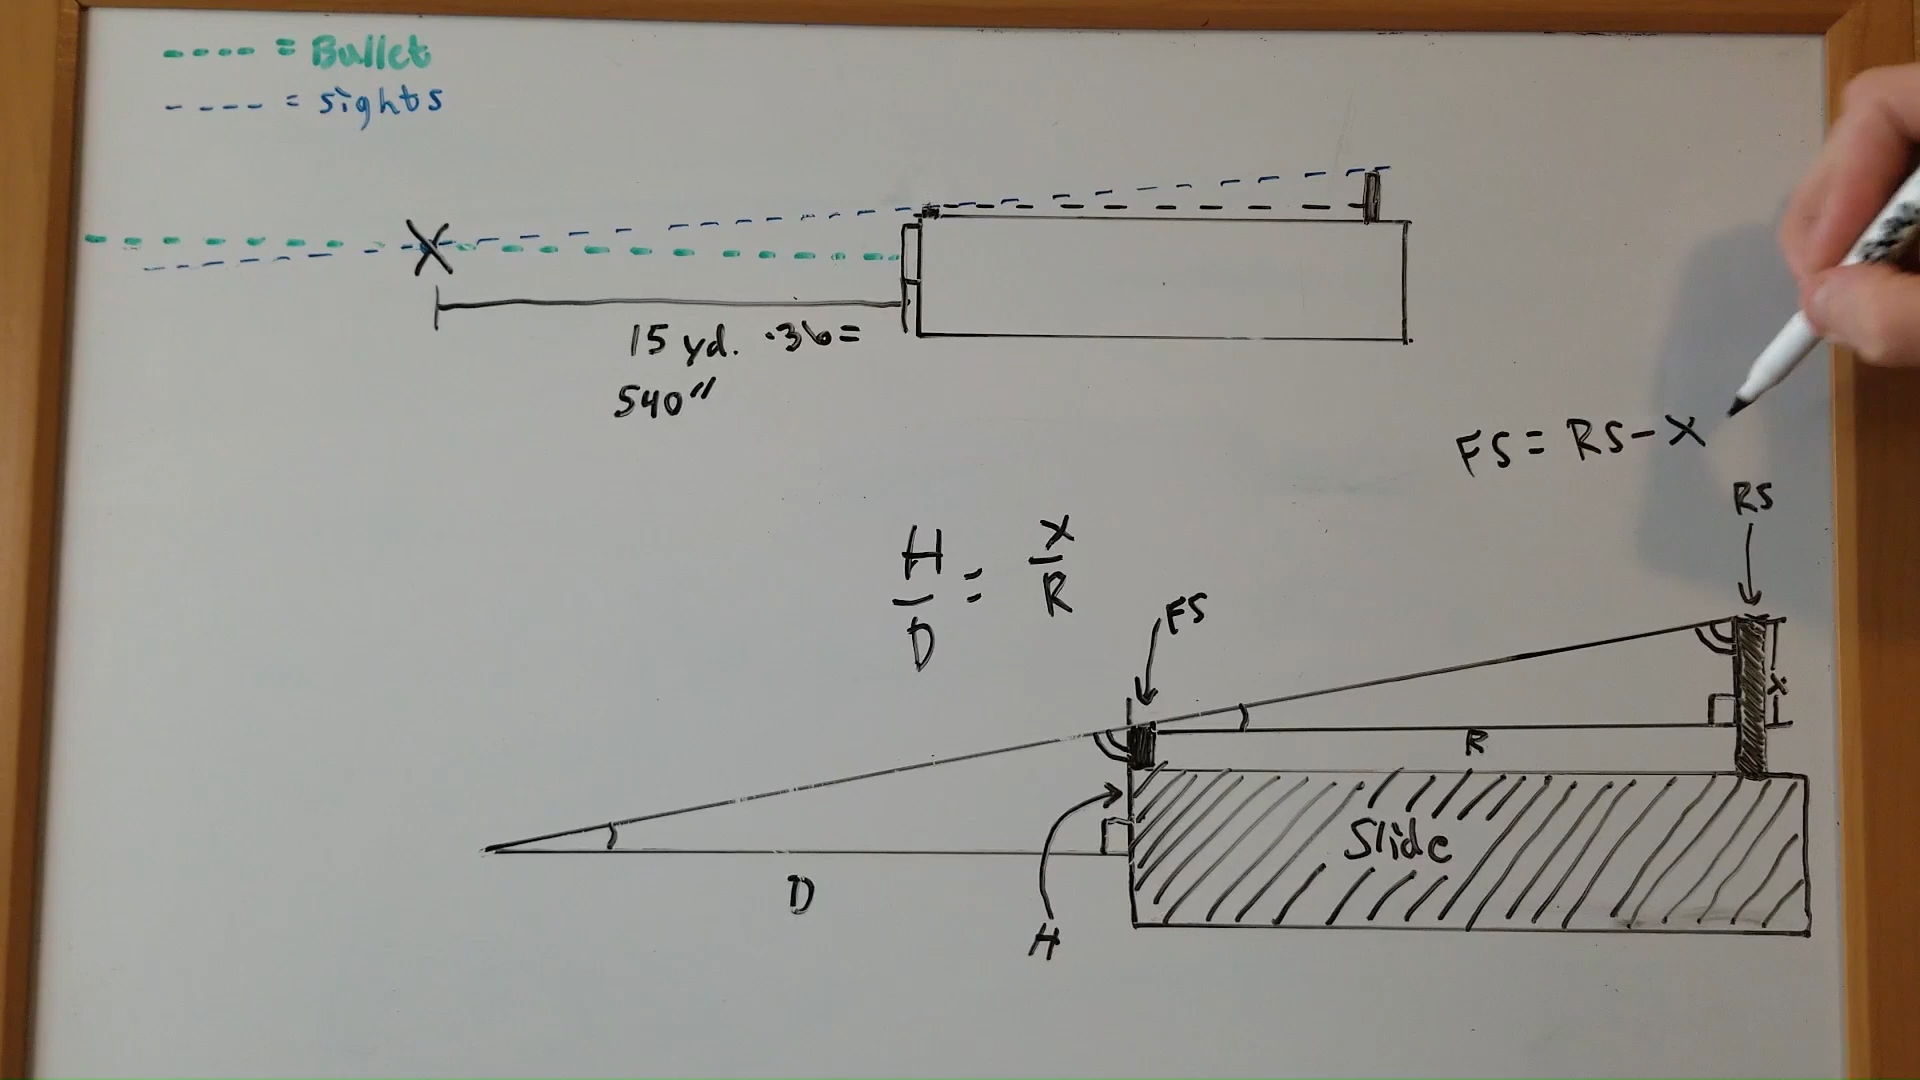 ---- = Bullet
---- = sights
X
15 yd. ·36=
540"
FS = RS - X
RS
H/D = X/R
FS
X
R
Slide
D
H